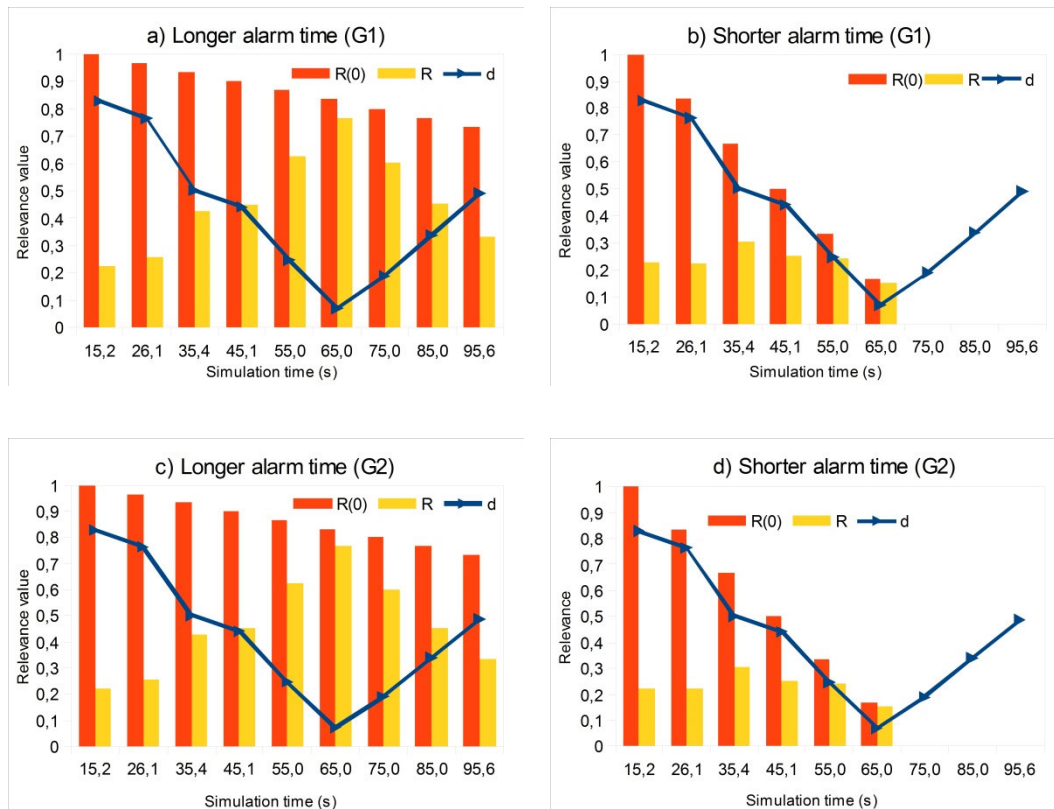 a) Longer alarm time (G1)
R(0) R d
Relevance value
1
0,9
0,8
0,7
0,6
0,5
0,4
0,3
0,2
0,1
0
15,2 26,1 35,4 45,1 55,0 65,0 75,0 85,0 95,6
Simulation time (s)
b) Shorter alarm time (G1)
R(0) R d
Relevance value
1
0,9
0,8
0,7
0,6
0,5
0,4
0,3
0,2
0,1
0
15,2 26,1 35,4 45,1 55,0 65,0 75,0 85,0 95,6
Simulation time (s)
c) Longer alarm time (G2)
R(0) R d
Relevance value
1
0,9
0,8
0,7
0,6
0,5
0,4
0,3
0,2
0,1
0
15,2 26,1 35,4 45,1 55,0 65,0 75,0 85,0 95,6
Simulation time (s)
d) Shorter alarm time (G2)
R(0) R d
Relevance
1
0,9
0,8
0,7
0,6
0,5
0,4
0,3
0,2
0,1
0
15,2 26,1 35,4 45,1 55,0 65,0 75,0 85,0 95,6
Simulation time (s)